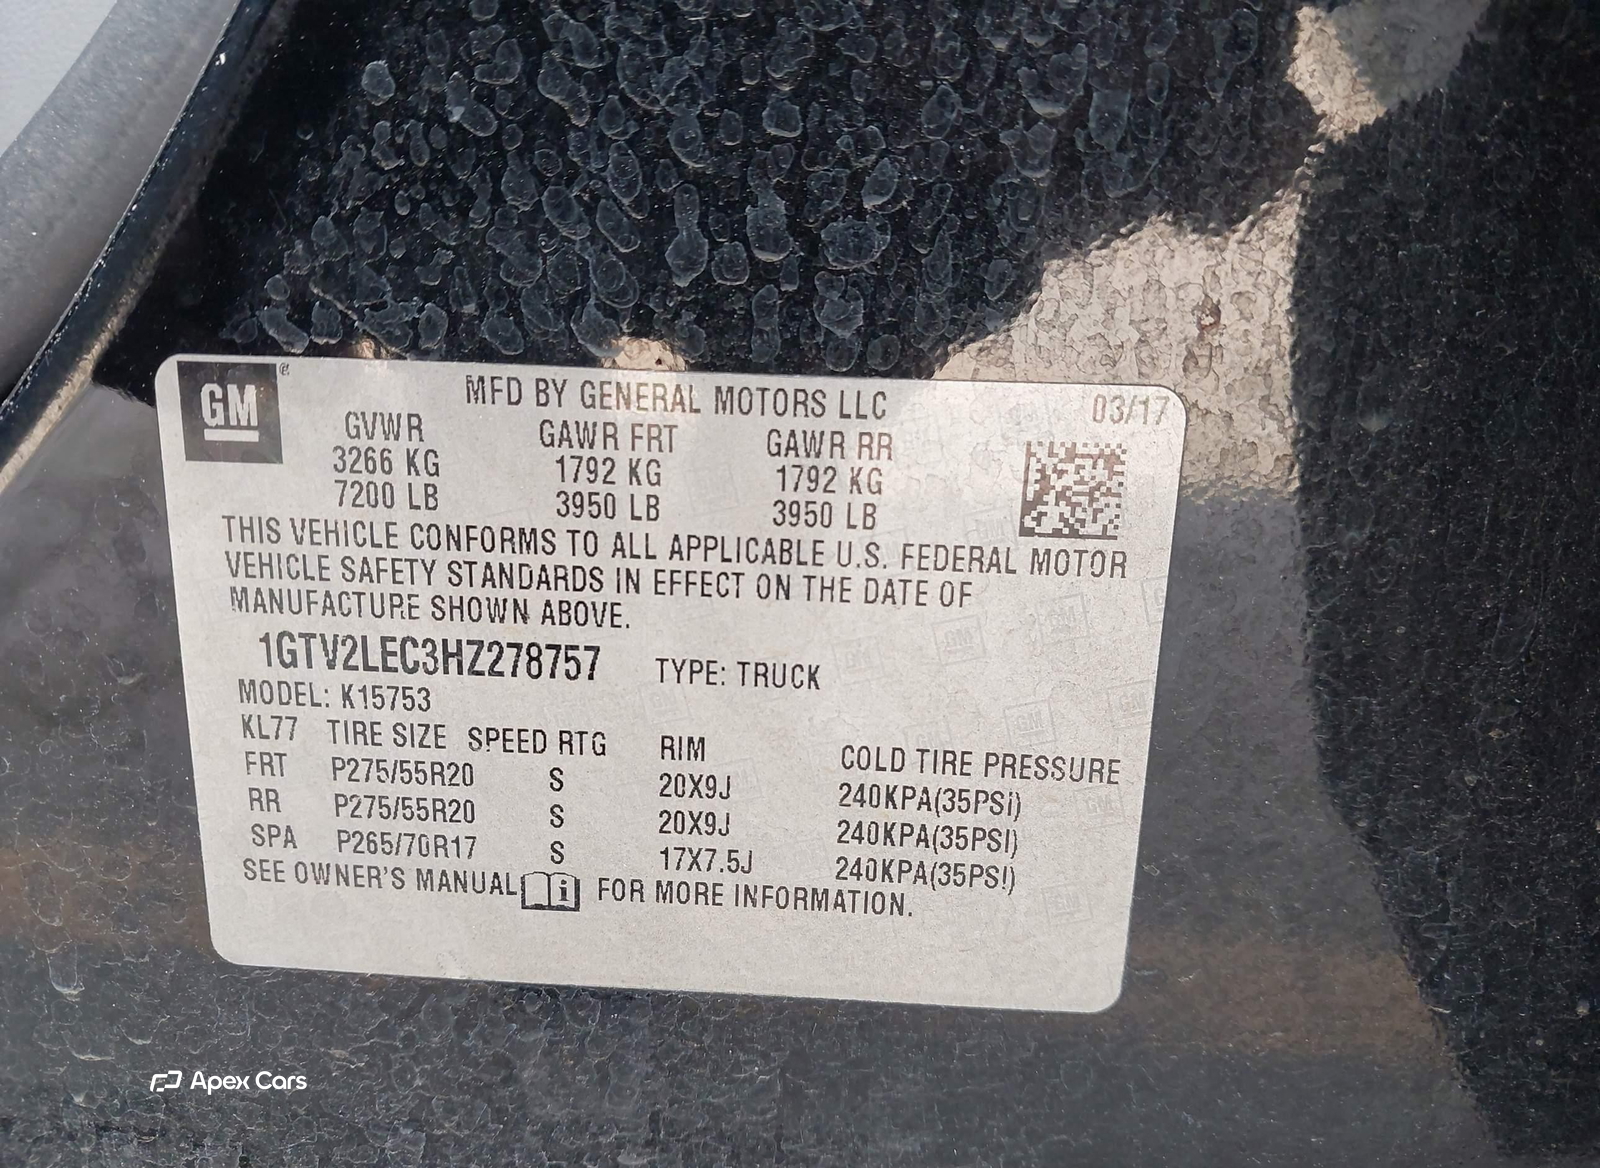 GM
MFD BY GENERAL MOTORS LLC 03/17
GVWR GAWR FRT GAWR RR
3266 KG 1792 KG 1792 KG
7200 LB 3950 LB 3950 LB
THIS VEHICLE CONFORMS TO ALL APPLICABLE U.S. FEDERAL MOTOR
VEHICLE SAFETY STANDARDS IN EFFECT ON THE DATE OF
MANUFACTURE SHOWN ABOVE.
1GTV2LEC3HZ278757 TYPE: TRUCK
MODEL: K15753
KL77 TIRE SIZE SPEED RTG RIM COLD TIRE PRESSURE
FRT P275/55R20 S 20X9J 240KPA(35PSI)
RR P275/55R20 S 20X9J 240KPA(35PSI)
SPA P265/70R17 S 17X7.5J 240KPA(35PSI)
SEE OWNER'S MANUAL FOR MORE INFORMATION.
Apex Cars